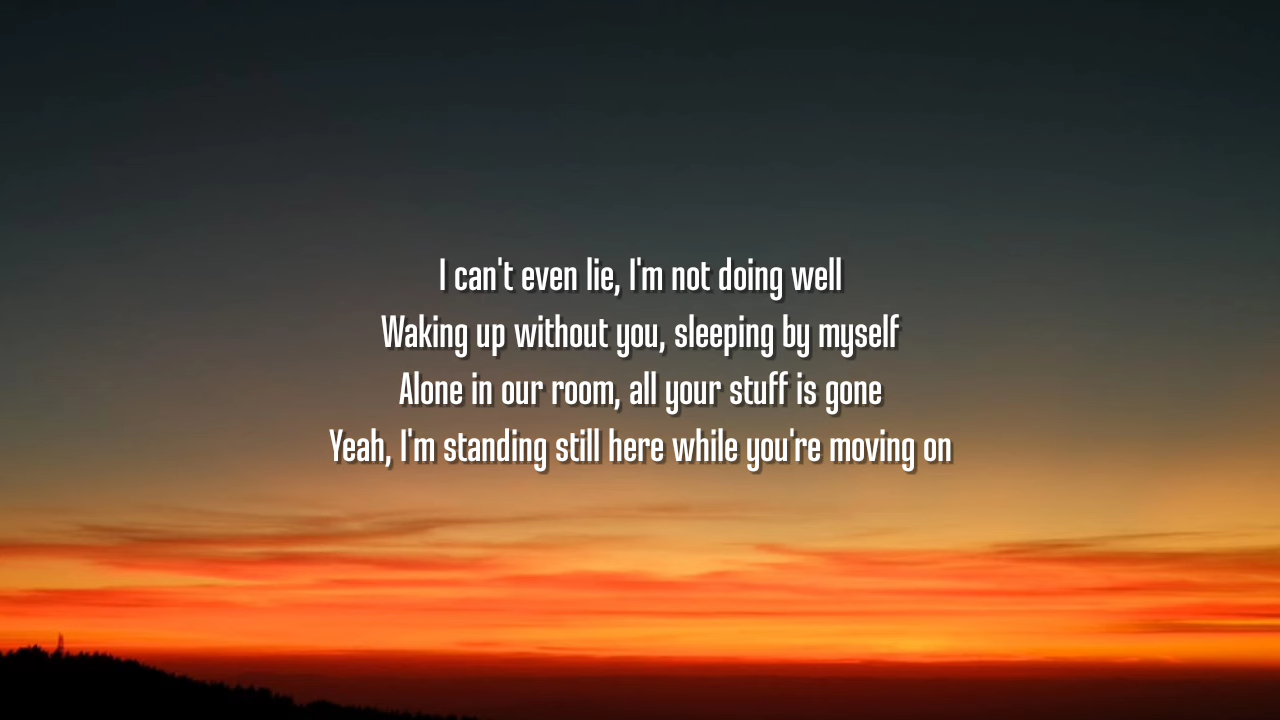 I can't even lie, I'm not doing well
Waking up without you, sleeping by myself
Alone in our room, all your stuff is gone
Yeah, I'm standing still here while you're moving on